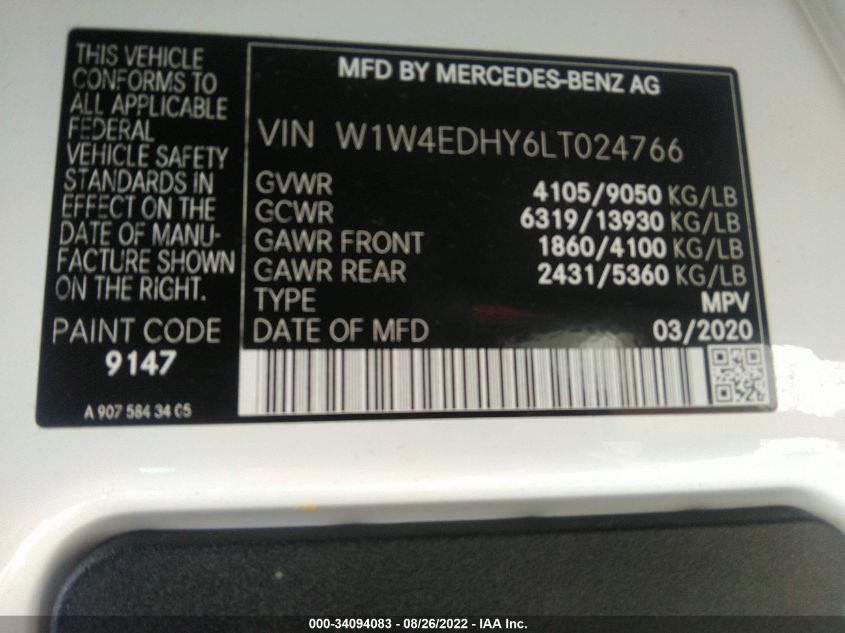 THIS VEHICLE
CONFORMS TO
ALL APPLICABLE
FEDERAL
VEHICLE SAFETY
STANDARDS IN
EFFECT ON THE
DATE OF MANU-
FACTURE SHOWN
ON THE RIGHT.
PAINT CODE
9147
A 907 584 34 05
MFD BY MERCEDES-BENZ AG
VIN W1W4EDHY6LT024766
GVWR 4105/9050 KG/LB
GCWR 6319/13930 KG/LB
GAWR FRONT 1860/4100 KG/LB
GAWR REAR 2431/5360 KG/LB
TYPE MPV
DATE OF MFD 03/2020
000-34094083 - 08/26/2022 - IAA Inc.